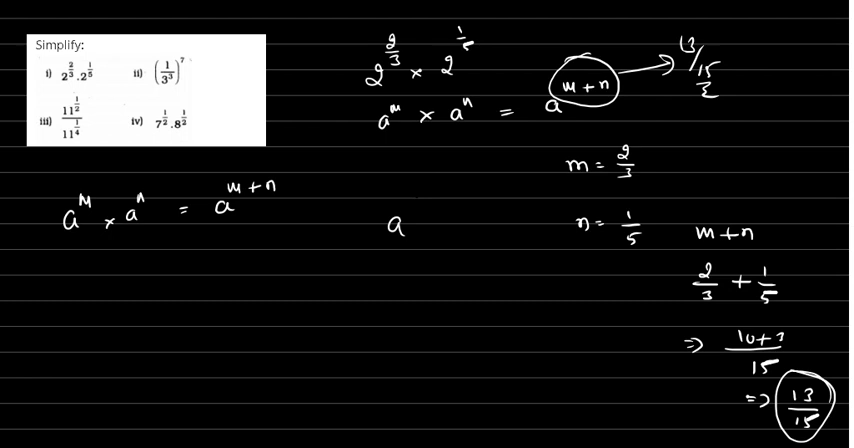 Simplify:
i) 2^(2/3) . 2^(1/5) ii) (1/3^3)^7
iii) 11^(1/2) / 11^(1/4) iv) 7^(1/2) . 8^(1/2)
a^m × a^n = a^(m+n)
2^(2/3) × 2^(1/5)
a^m × a^n = a^(m+n) → 13/15
m = 2/3
a
n = 1/5
m+n
2/3 + 1/5
⇒ (10+3)/15
⇒ 13/15